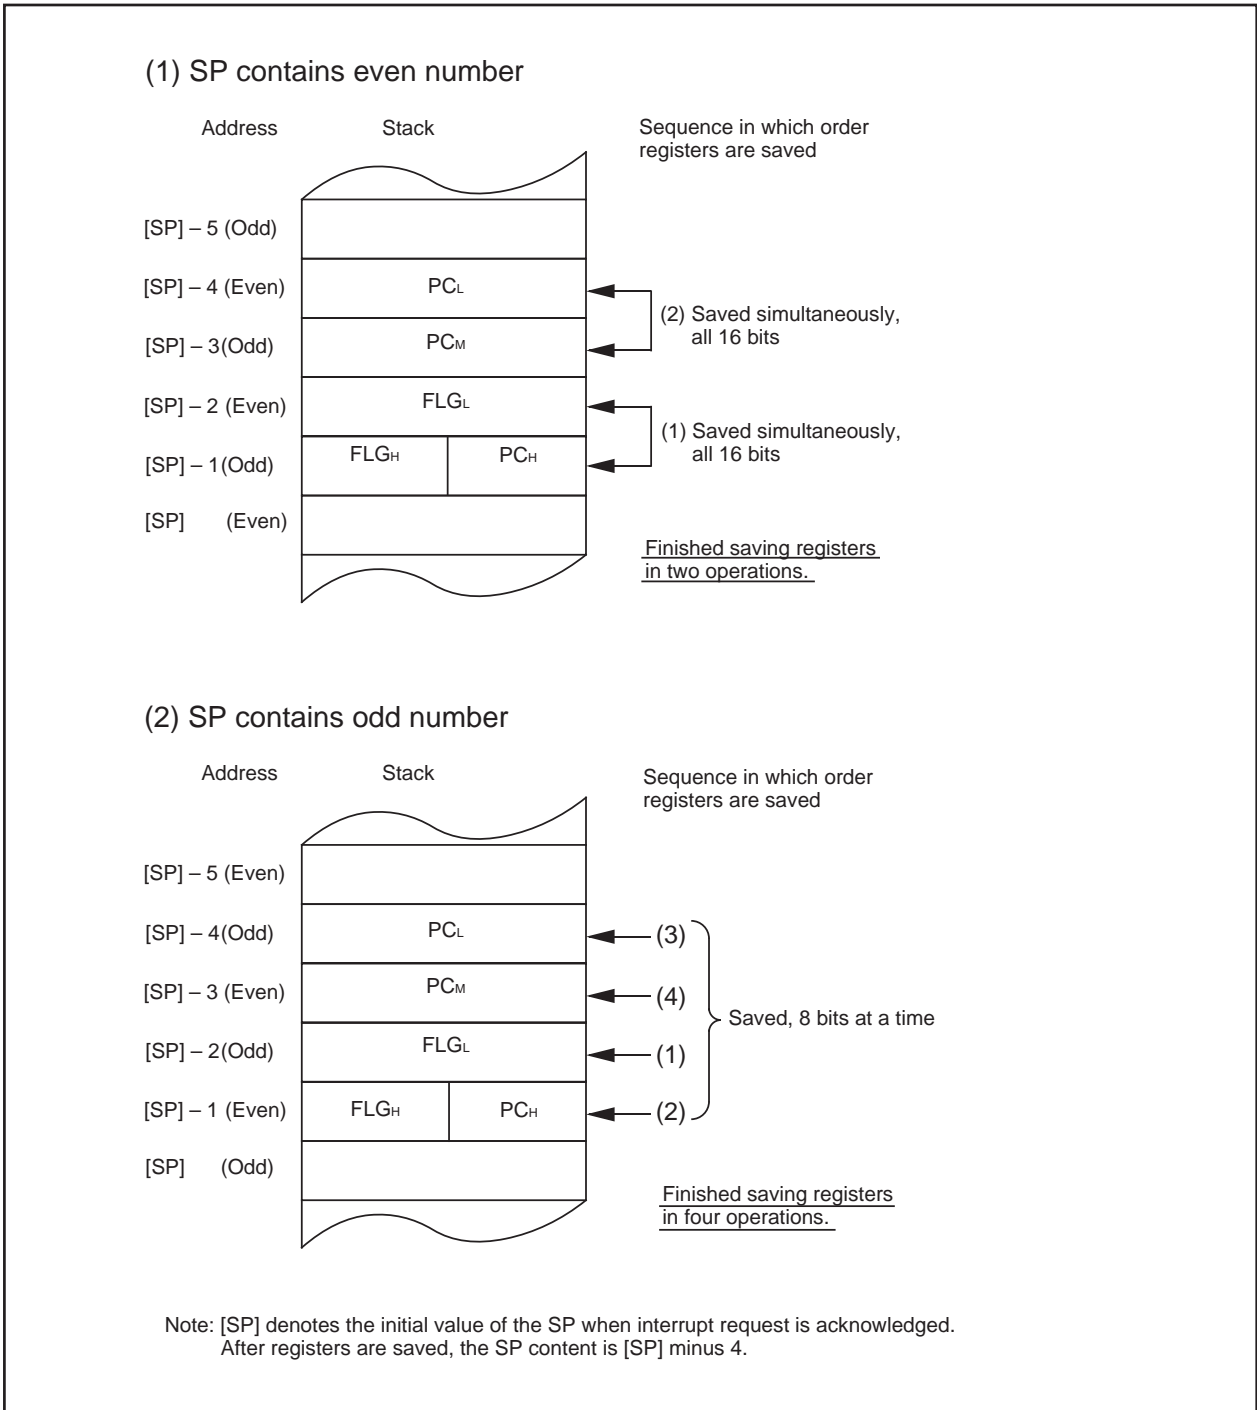 (1) SP contains even number
Address Stack Sequence in which order
registers are saved
[SP] – 5 (Odd)
[SP] – 4 (Even) PCL
(2) Saved simultaneously,
all 16 bits
[SP] – 3(Odd) PCM
[SP] – 2 (Even) FLGL
(1) Saved simultaneously,
all 16 bits
[SP] – 1(Odd) FLGH PCH
[SP] (Even)
Finished saving registers
in two operations.
(2) SP contains odd number
Address Stack Sequence in which order
registers are saved
[SP] – 5 (Even)
[SP] – 4(Odd) PCL (3)
[SP] – 3 (Even) PCM (4)
Saved, 8 bits at a time
[SP] – 2(Odd) FLGL (1)
[SP] – 1 (Even) FLGH PCH (2)
[SP] (Odd)
Finished saving registers
in four operations.
Note: [SP] denotes the initial value of the SP when interrupt request is acknowledged.
After registers are saved, the SP content is [SP] minus 4.